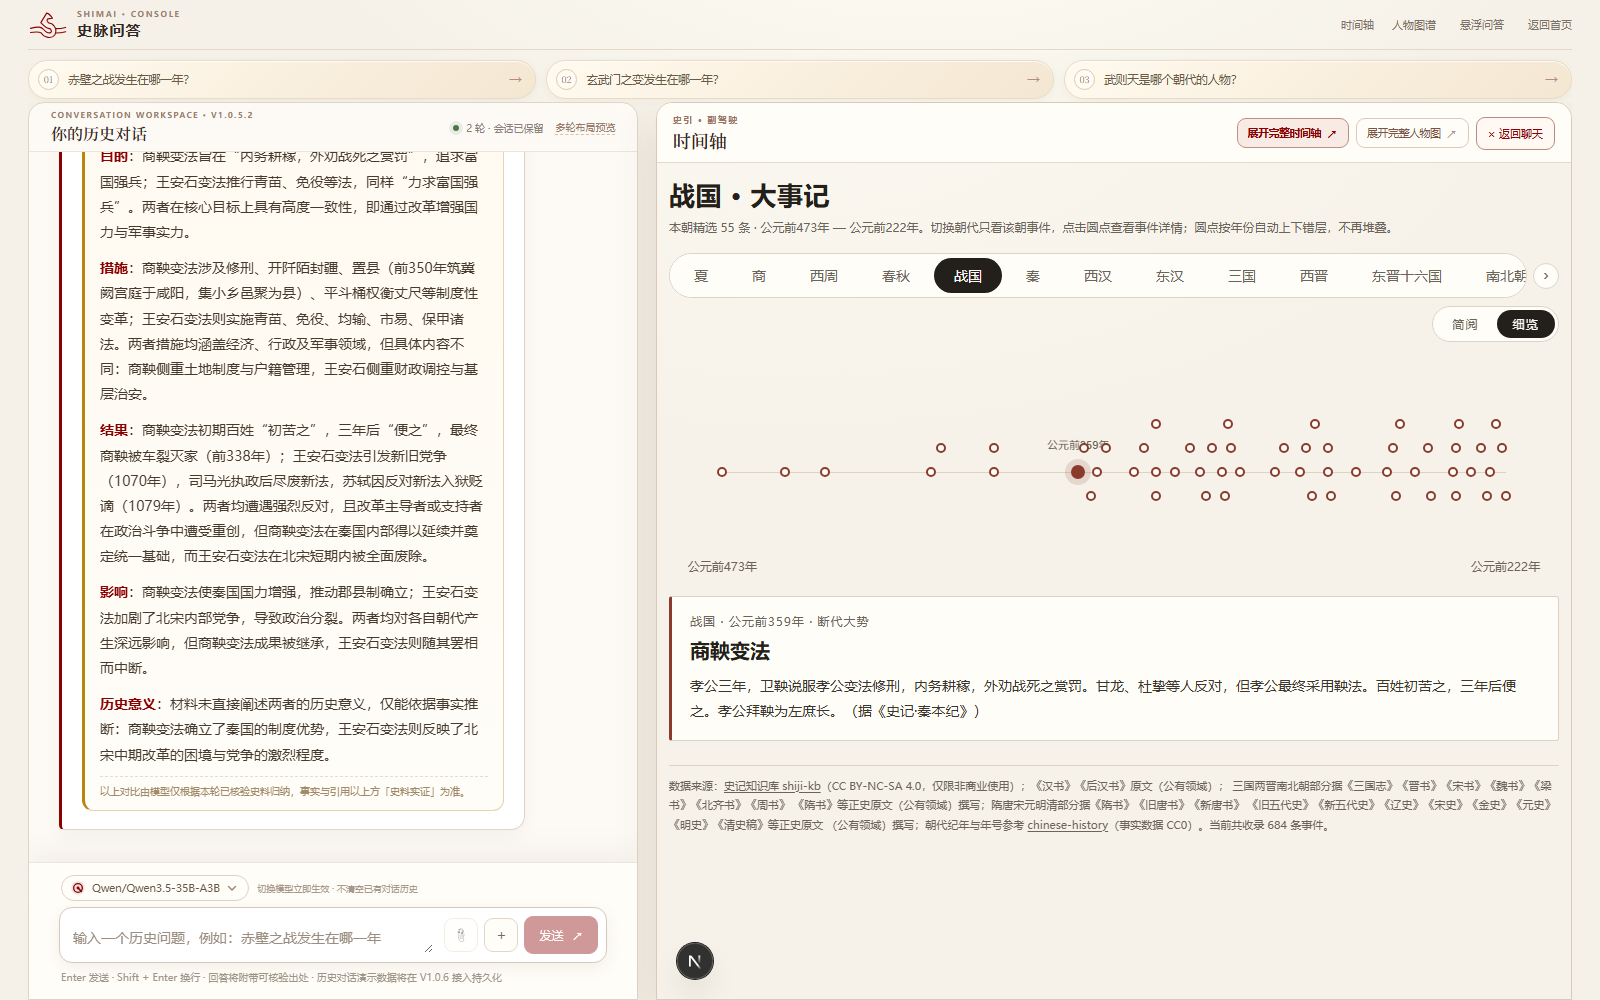 SHIMAI • CONSOLE
史脉问答
时间轴 人物图谱 悬浮问答 返回首页
01 赤壁之战发生在哪一年? →
02 玄武门之变发生在哪一年? →
03 武则天是哪个朝代的人物? →
CONVERSATION WORKSPACE • V1.0.5.2
你的历史对话
2 轮 · 会话已保留 多轮布局预览
目的：商鞅变法旨在“内务耕稼，外劝战死之赏罚”，追求富
国强兵；王安石变法推行青苗、免役等法，同样“力求富国强
兵”。两者在核心目标上具有高度一致性，即通过改革增强国
力与军事实力。
措施：商鞅变法涉及修刑、开阡陌封疆、置县（前350年筑冀
阙宫庭于咸阳，集小乡邑聚为县）、平斗桶权衡丈尺等制度性
变革；王安石变法则实施青苗、免役、均输、市易、保甲诸
法。两者措施均涵盖经济、行政及军事领域，但具体内容不
同：商鞅侧重土地制度与户籍管理，王安石侧重财政调控与基
层治安。
结果：商鞅变法初期百姓“初苦之”，三年后“便之”，最终
商鞅被车裂灭家（前338年）；王安石变法引发新旧党争
（1070年），司马光执政后尽废新法，苏轼因反对新法入狱贬
谪（1079年）。两者均遭遇强烈反对，且改革主导者或支持者
在政治斗争中遭受重创，但商鞅变法在秦国内部得以延续并奠
定统一基础，而王安石变法在北宋短期内被全面废除。
影响：商鞅变法使秦国国力增强，推动郡县制确立；王安石变
法加剧了北宋内部党争，导致政治分裂。两者均对各自朝代产
生深远影响，但商鞅变法成果被继承，王安石变法则随其罢相
而中断。
历史意义：材料未直接阐述两者的历史意义，仅能依据事实推
断：商鞅变法确立了秦国的制度优势，王安石变法则反映了北
宋中期改革的困境与党争的激烈程度。
以上对比由模型仅根据本轮已核验史料归纳，事实与引用以上方「史料实证」为准。
Qwen/Qwen3.5-35B-A3B 切换模型立即生效 · 不清空已有对话历史
输入一个历史问题，例如：赤壁之战发生在哪一年
+ 发送 ↗
Enter 发送 · Shift + Enter 换行 · 回答将附带可核验出处 · 历史对话演示数据将在 V1.0.6 接入持久化
史引 • 副驾驶
时间轴
展开完整时间轴 ↗ 展开完整人物图 ↗ × 返回聊天
战国 • 大事记
本朝精选 55 条 · 公元前473年 — 公元前222年。切换朝代只看该朝事件，点击圆点查看事件详情；圆点按年份自动上下错层，不再堆叠。
夏 商 西周 春秋 战国 秦 西汉 东汉 三国 西晋 东晋十六国 南北朝 ›
简阅 细览
公元前359年
公元前473年 公元前222年
战国 · 公元前359年 · 断代大势
商鞅变法
孝公三年，卫鞅说服孝公变法修刑，内务耕稼，外劝战死之赏罚。甘龙、杜挚等人反对，但孝公最终采用鞅法。百姓初苦之，三年后便
之。孝公拜鞅为左庶长。（据《史记·秦本纪》）
数据来源：史记知识库 shiji-kb（CC BY-NC-SA 4.0，仅限非商业使用）；《汉书》《后汉书》原文（公有领域）； 三国两晋南北朝部分据《三国志》《晋书》《宋书》《魏书》《梁
书》《北齐书》《周书》 《隋书》等正史原文（公有领域）撰写；隋唐宋元明清部分据《隋书》《旧唐书》《新唐书》 《旧五代史》《新五代史》《辽史》《宋史》《金史》《元史》
《明史》《清史稿》等正史原文 （公有领域）撰写；朝代纪年与年号参考 chinese-history（事实数据 CC0）。当前共收录 684 条事件。
N